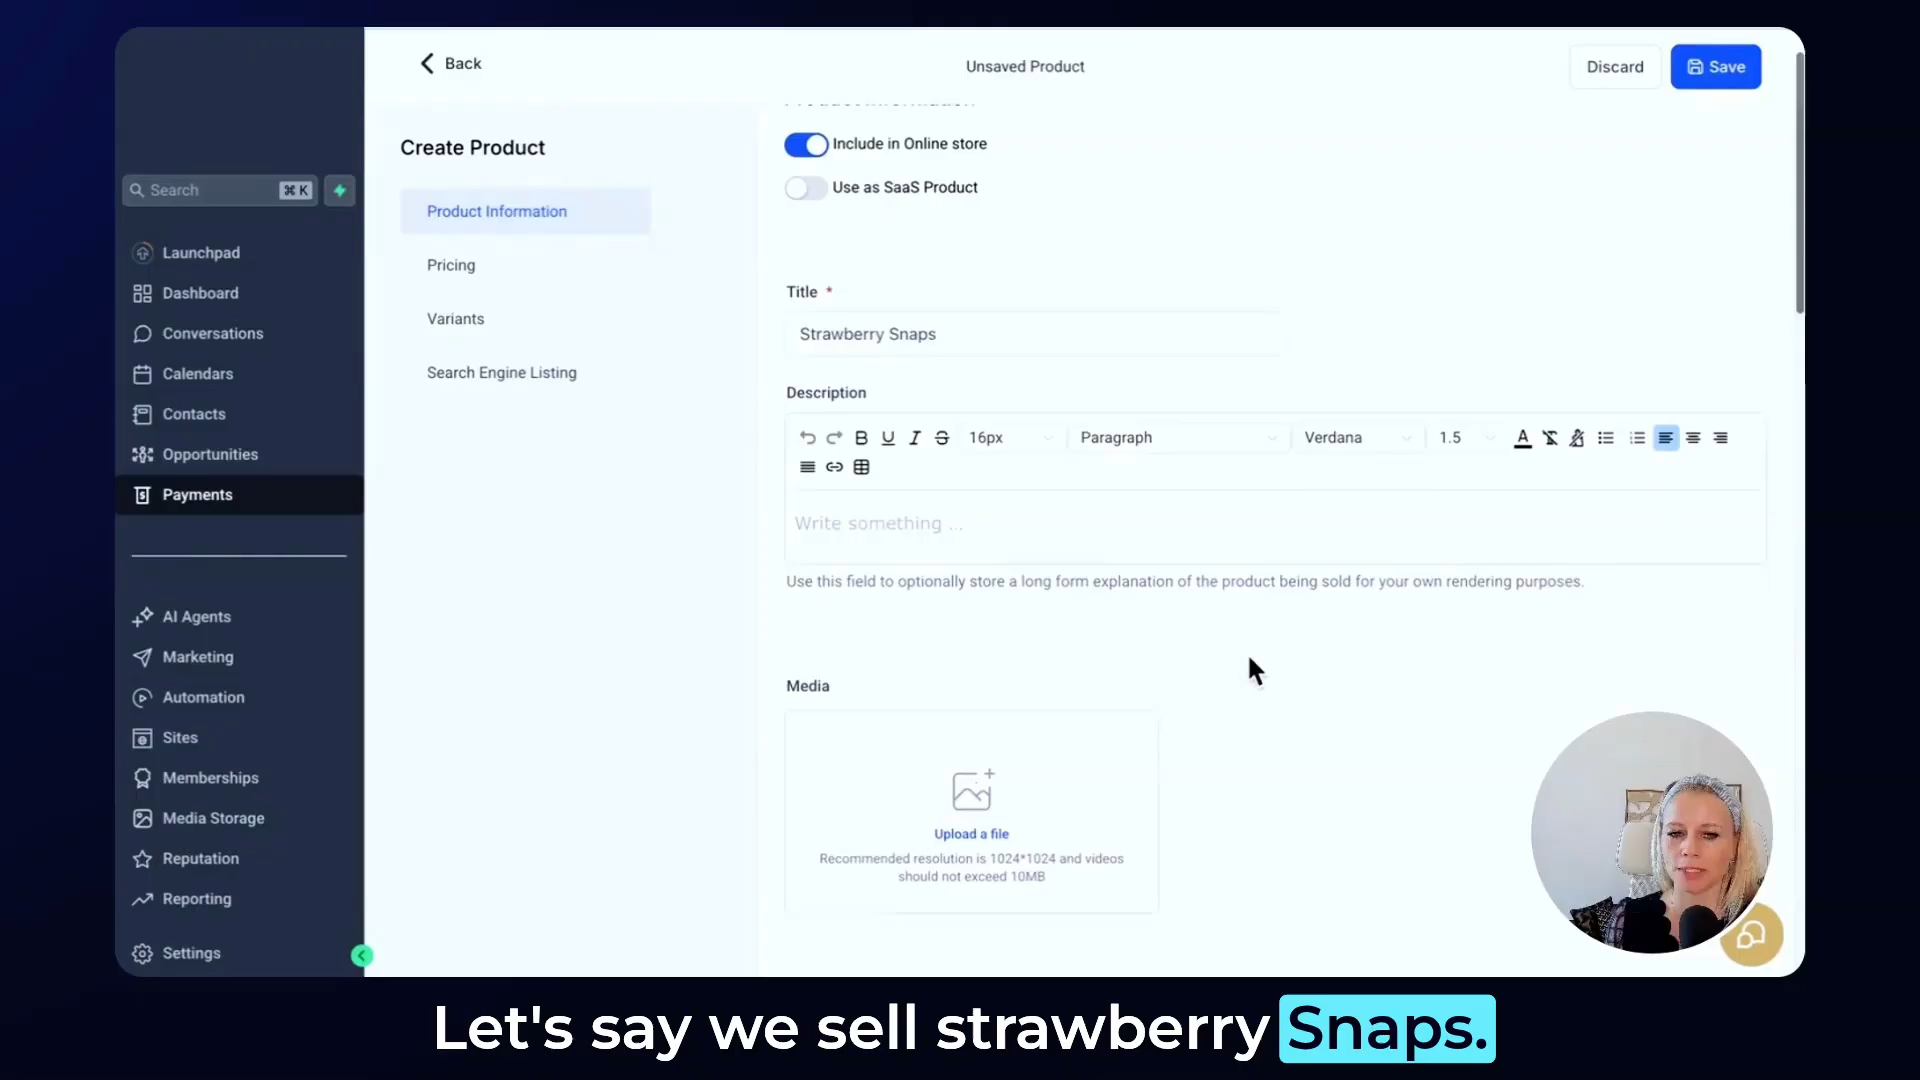 Back
Unsaved Product
Discard
Save
Create Product
Product Information
Pricing
Variants
Search Engine Listing
Search
⌘ K
Launchpad
Dashboard
Conversations
Calendars
Contacts
Opportunities
Payments
AI Agents
Marketing
Automation
Sites
Memberships
Media Storage
Reputation
Reporting
Settings
Product Information
Include in Online store
Use as SaaS Product
Title *
Strawberry Snaps
Description
B U I S 16px Paragraph Verdana 1.5 A
Write something ...
Use this field to optionally store a long form explanation of the product being sold for your own rendering purposes.
Media
Upload a file
Recommended resolution is 1024*1024 and videos
should not exceed 10MB
Let's say we sell strawberry Snaps.